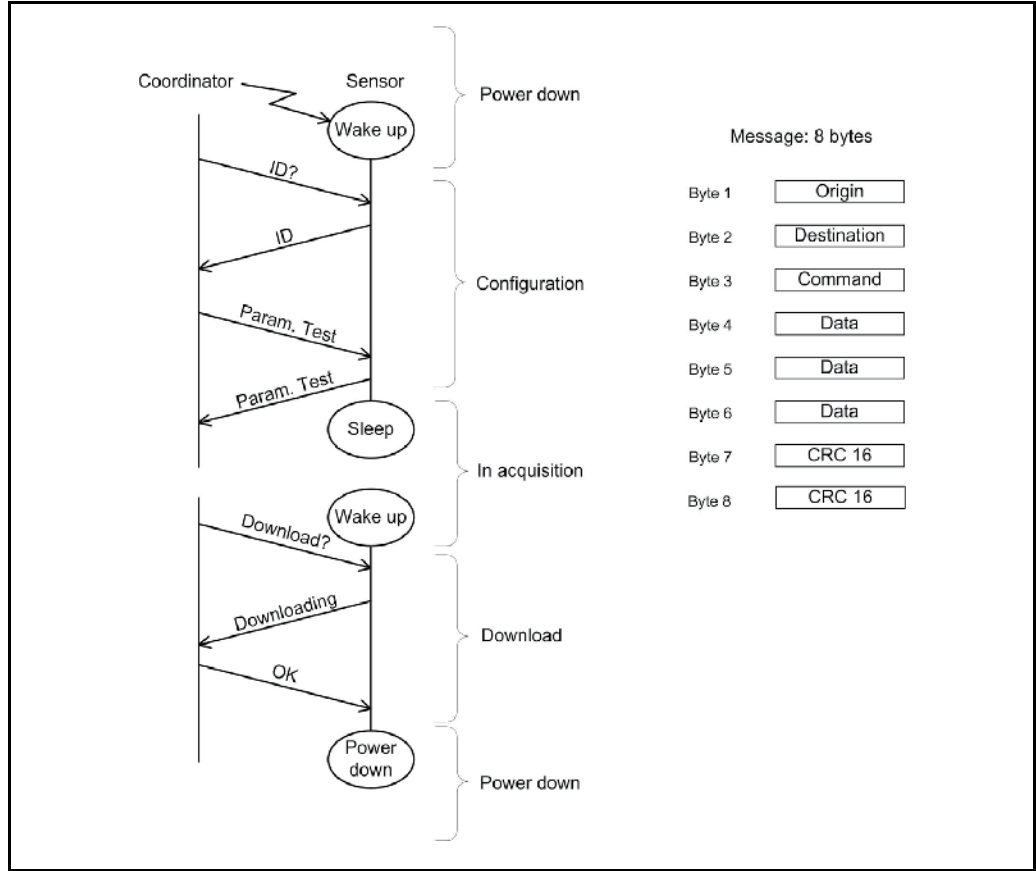 Coordinator
Sensor
Wake up
Power down
ID?
ID
Param. Test
Param. Test
Configuration
Sleep
In acquisition
Wake up
Download?
Downloading
OK
Download
Power
down
Power down
Message: 8 bytes
Byte 1 Origin
Byte 2 Destination
Byte 3 Command
Byte 4 Data
Byte 5 Data
Byte 6 Data
Byte 7 CRC 16
Byte 8 CRC 16